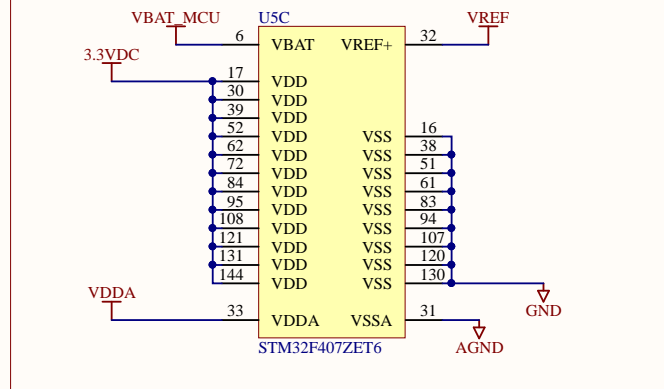 VBAT_MCU U5C VREF
6 VBAT VREF+ 32
3.3VDC
17 VDD
30 VDD
39 VDD
52 VDD VSS 16
62 VDD VSS 38
72 VDD VSS 51
84 VDD VSS 61
95 VDD VSS 83
108 VDD VSS 94
121 VDD VSS 107
131 VDD VSS 120
144 VDD VSS 130
VDDA GND
33 VDDA VSSA 31
STM32F407ZET6 AGND